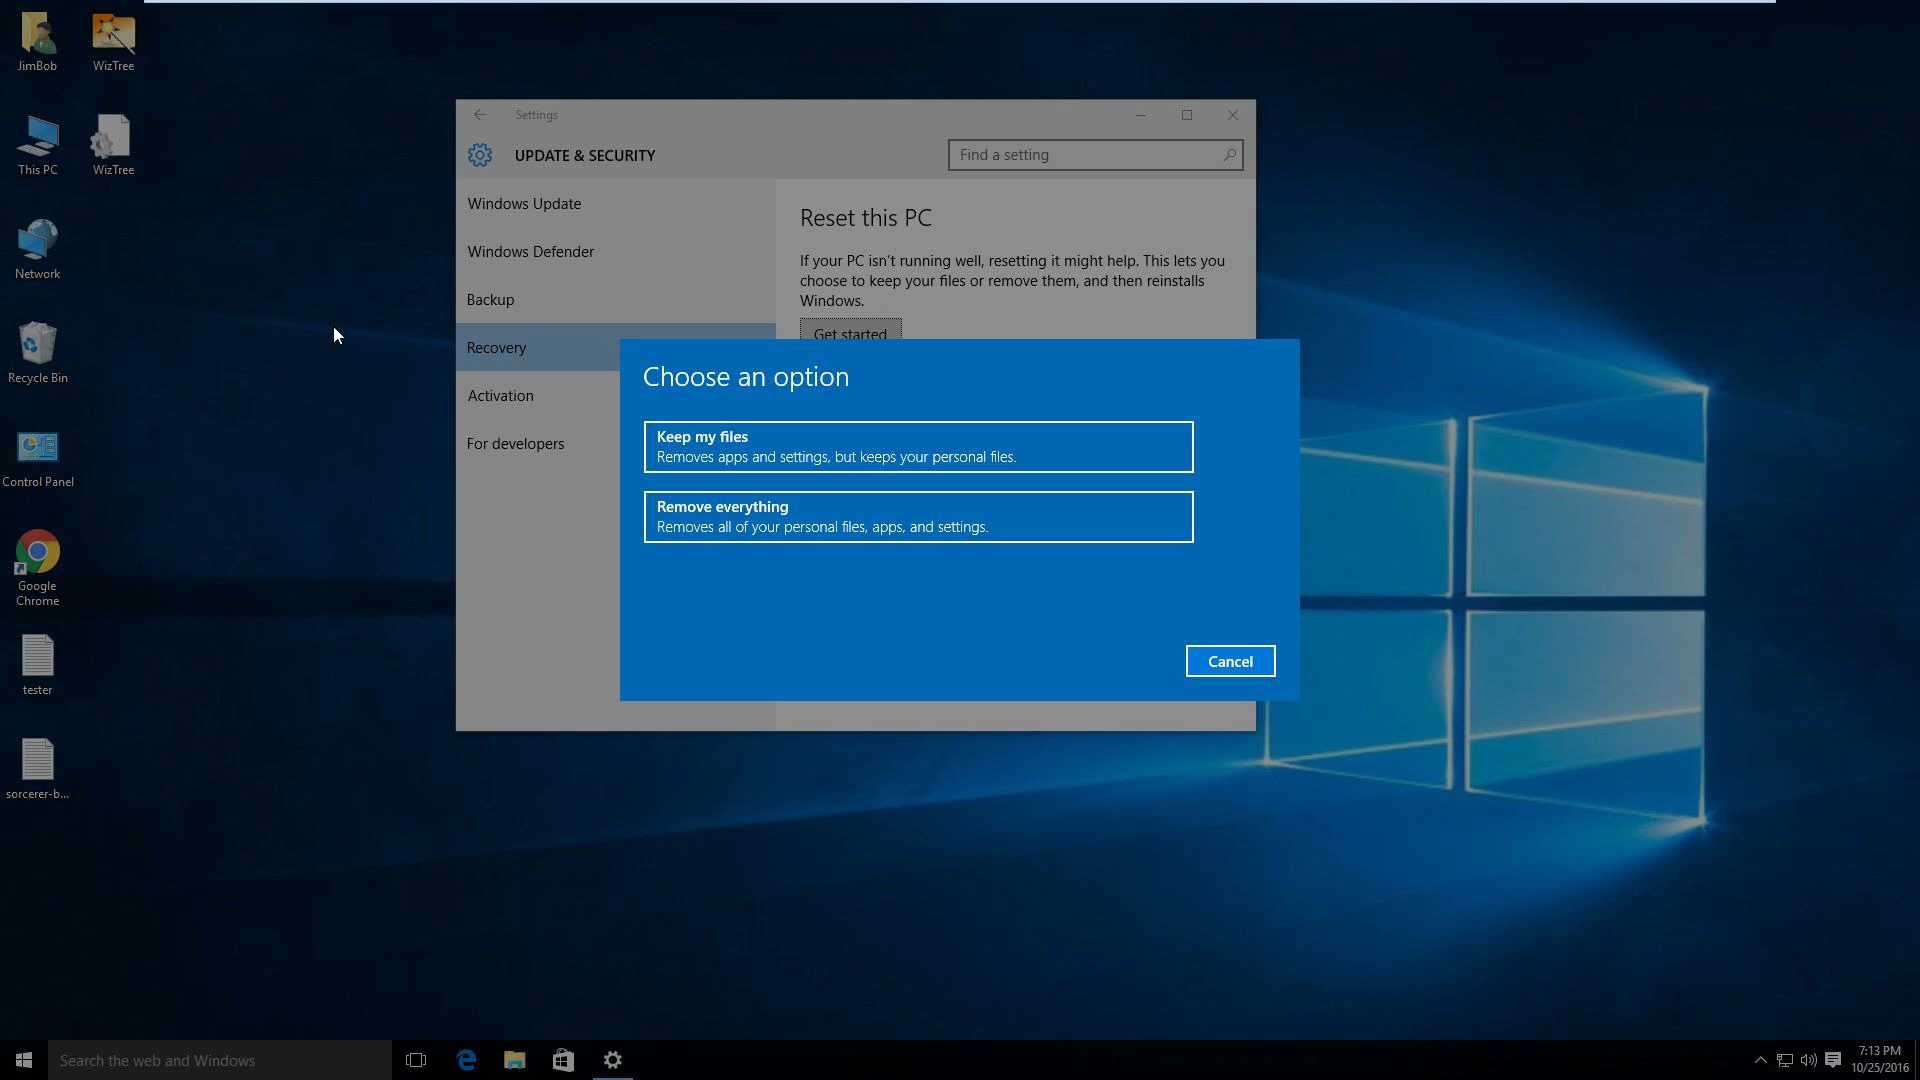 JimBob
WizTree
This PC
WizTree
Network
Recycle Bin
Control Panel
Google
Chrome
tester
sorcerer-b...
Settings
UPDATE & SECURITY
Find a setting
Windows Update
Windows Defender
Backup
Recovery
Activation
For developers
Reset this PC
If your PC isn't running well, resetting it might help. This lets you
choose to keep your files or remove them, and then reinstalls
Windows.
Get started
Choose an option
Keep my files
Removes apps and settings, but keeps your personal files.
Remove everything
Removes all of your personal files, apps, and settings.
Cancel
Search the web and Windows
7:13 PM
10/25/2016